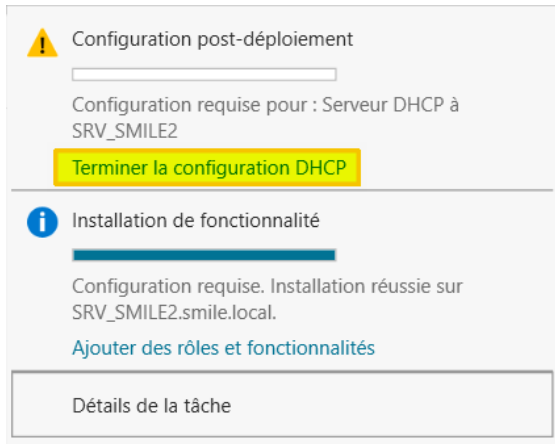 Configuration post-déploiement
Configuration requise pour : Serveur DHCP à
SRV_SMILE2
Terminer la configuration DHCP
Installation de fonctionnalité
Configuration requise. Installation réussie sur
SRV_SMILE2.smile.local.
Ajouter des rôles et fonctionnalités
Détails de la tâche